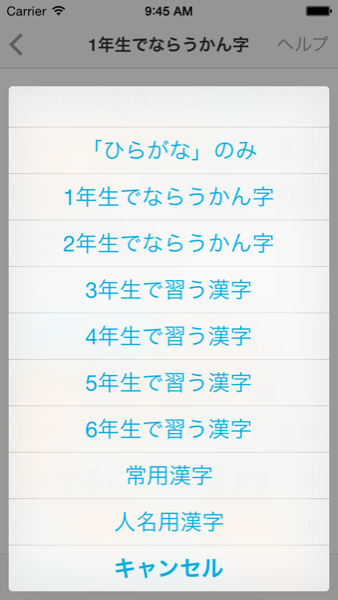 Carrier 9:45 AM
1年生でならうかん字 ヘルプ
「ひらがな」のみ
1年生でならうかん字
2年生でならうかん字
3年生で習う漢字
4年生で習う漢字
5年生で習う漢字
6年生で習う漢字
常用漢字
人名用漢字
キャンセル